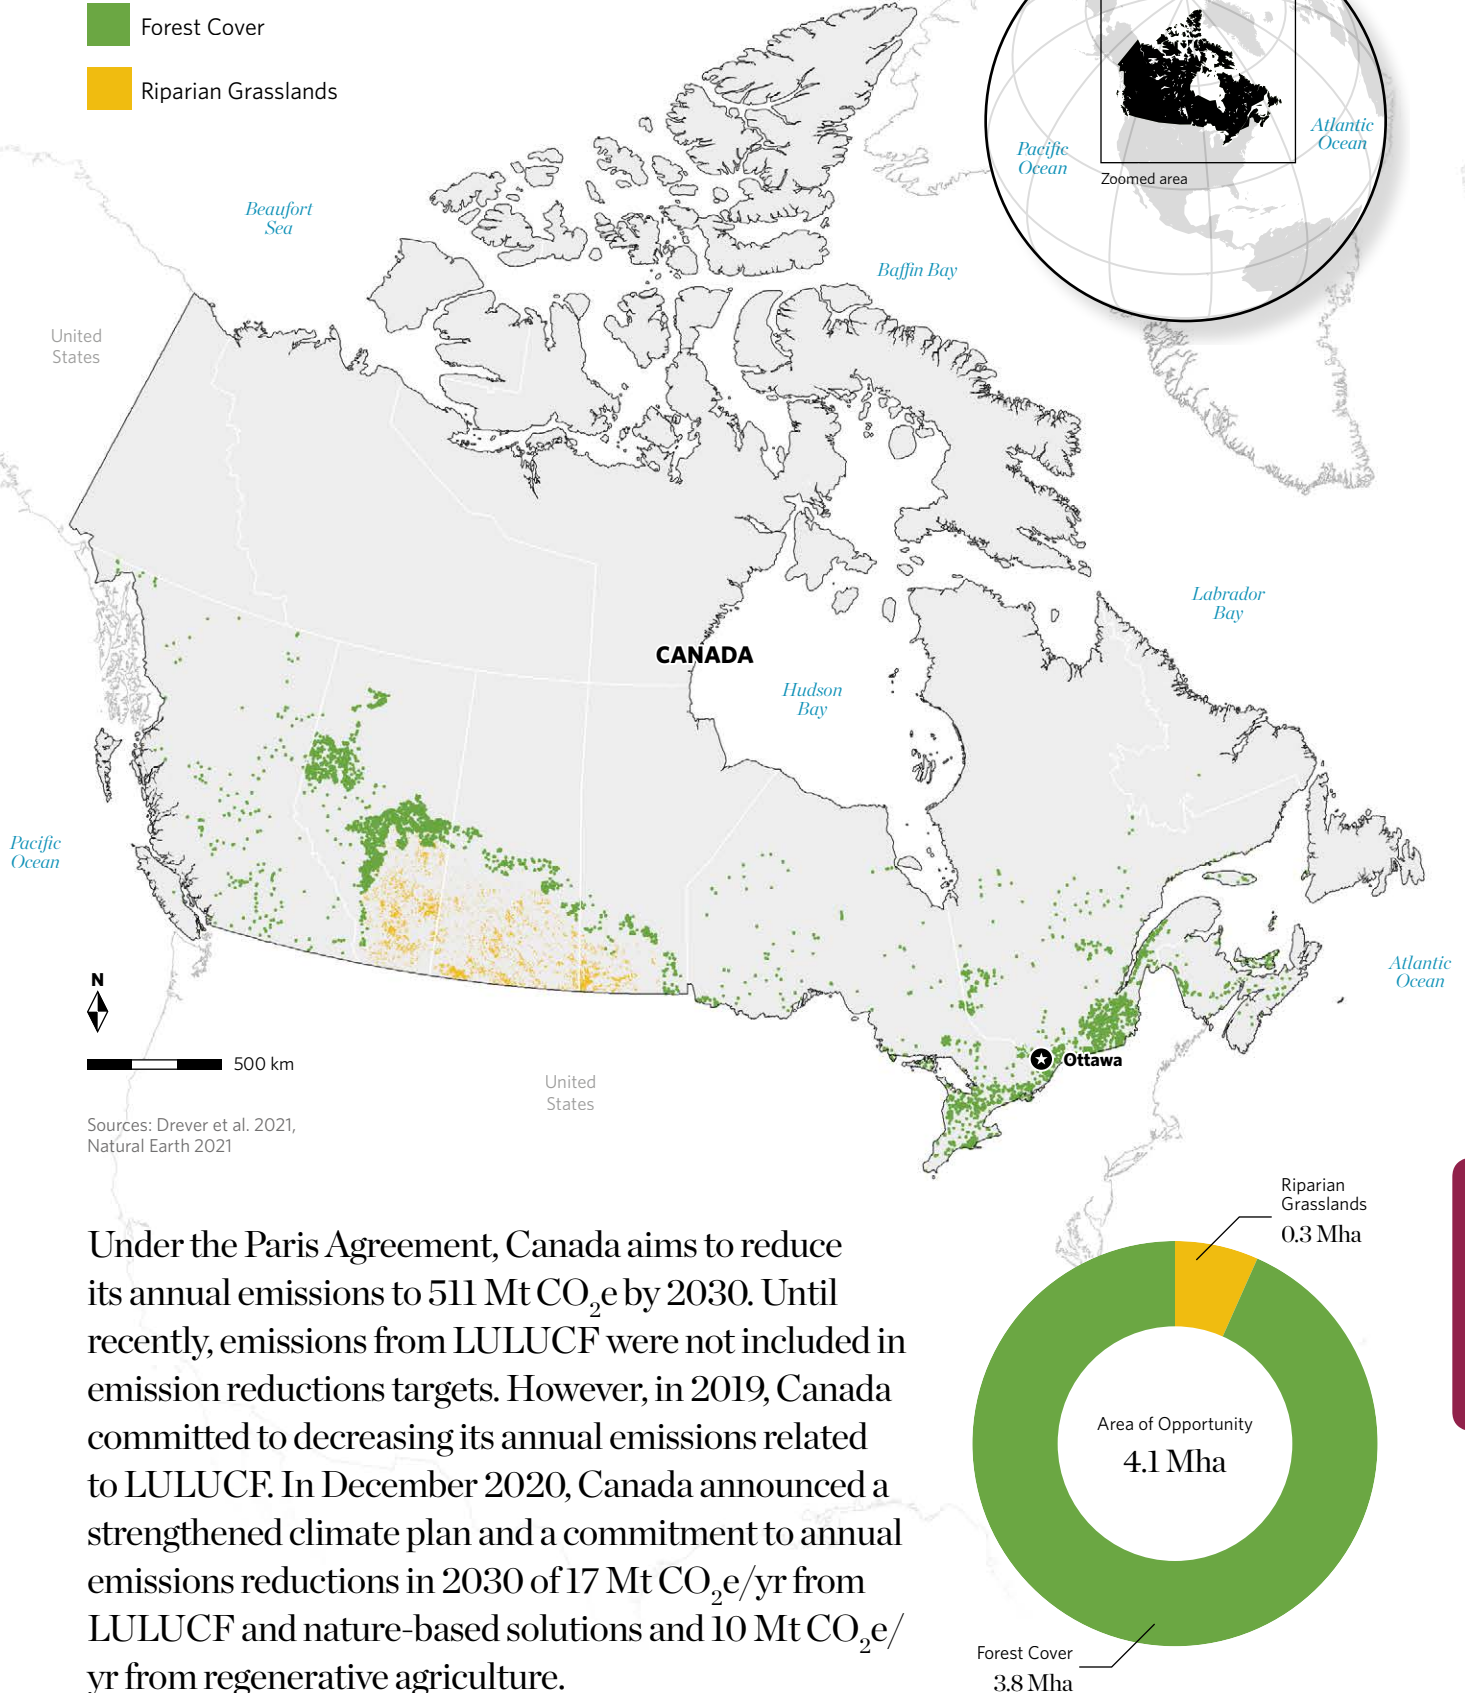 Forest Cover
Riparian Grasslands
Pacific
Ocean
Atlantic
Ocean
Zoomed area
Beaufort
Sea
Baffin Bay
United
States
Labrador
Bay
CANADA
Hudson
Bay
Pacific
Ocean
Atlantic
Ocean
N
500 km
Ottawa
United
States
Sources: Drever et al. 2021,
Natural Earth 2021
Under the Paris Agreement, Canada aims to reduce
its annual emissions to 511 Mt CO₂e by 2030. Until
recently, emissions from LULUCF were not included in
emission reductions targets. However, in 2019, Canada
committed to decreasing its annual emissions related
to LULUCF. In December 2020, Canada announced a
strengthened climate plan and a commitment to annual
emissions reductions in 2030 of 17 Mt CO₂e/yr from
LULUCF and nature-based solutions and 10 Mt CO₂e/
yr from regenerative agriculture.
Riparian
Grasslands
0.3 Mha
Area of Opportunity
4.1 Mha
Forest Cover
3.8 Mha